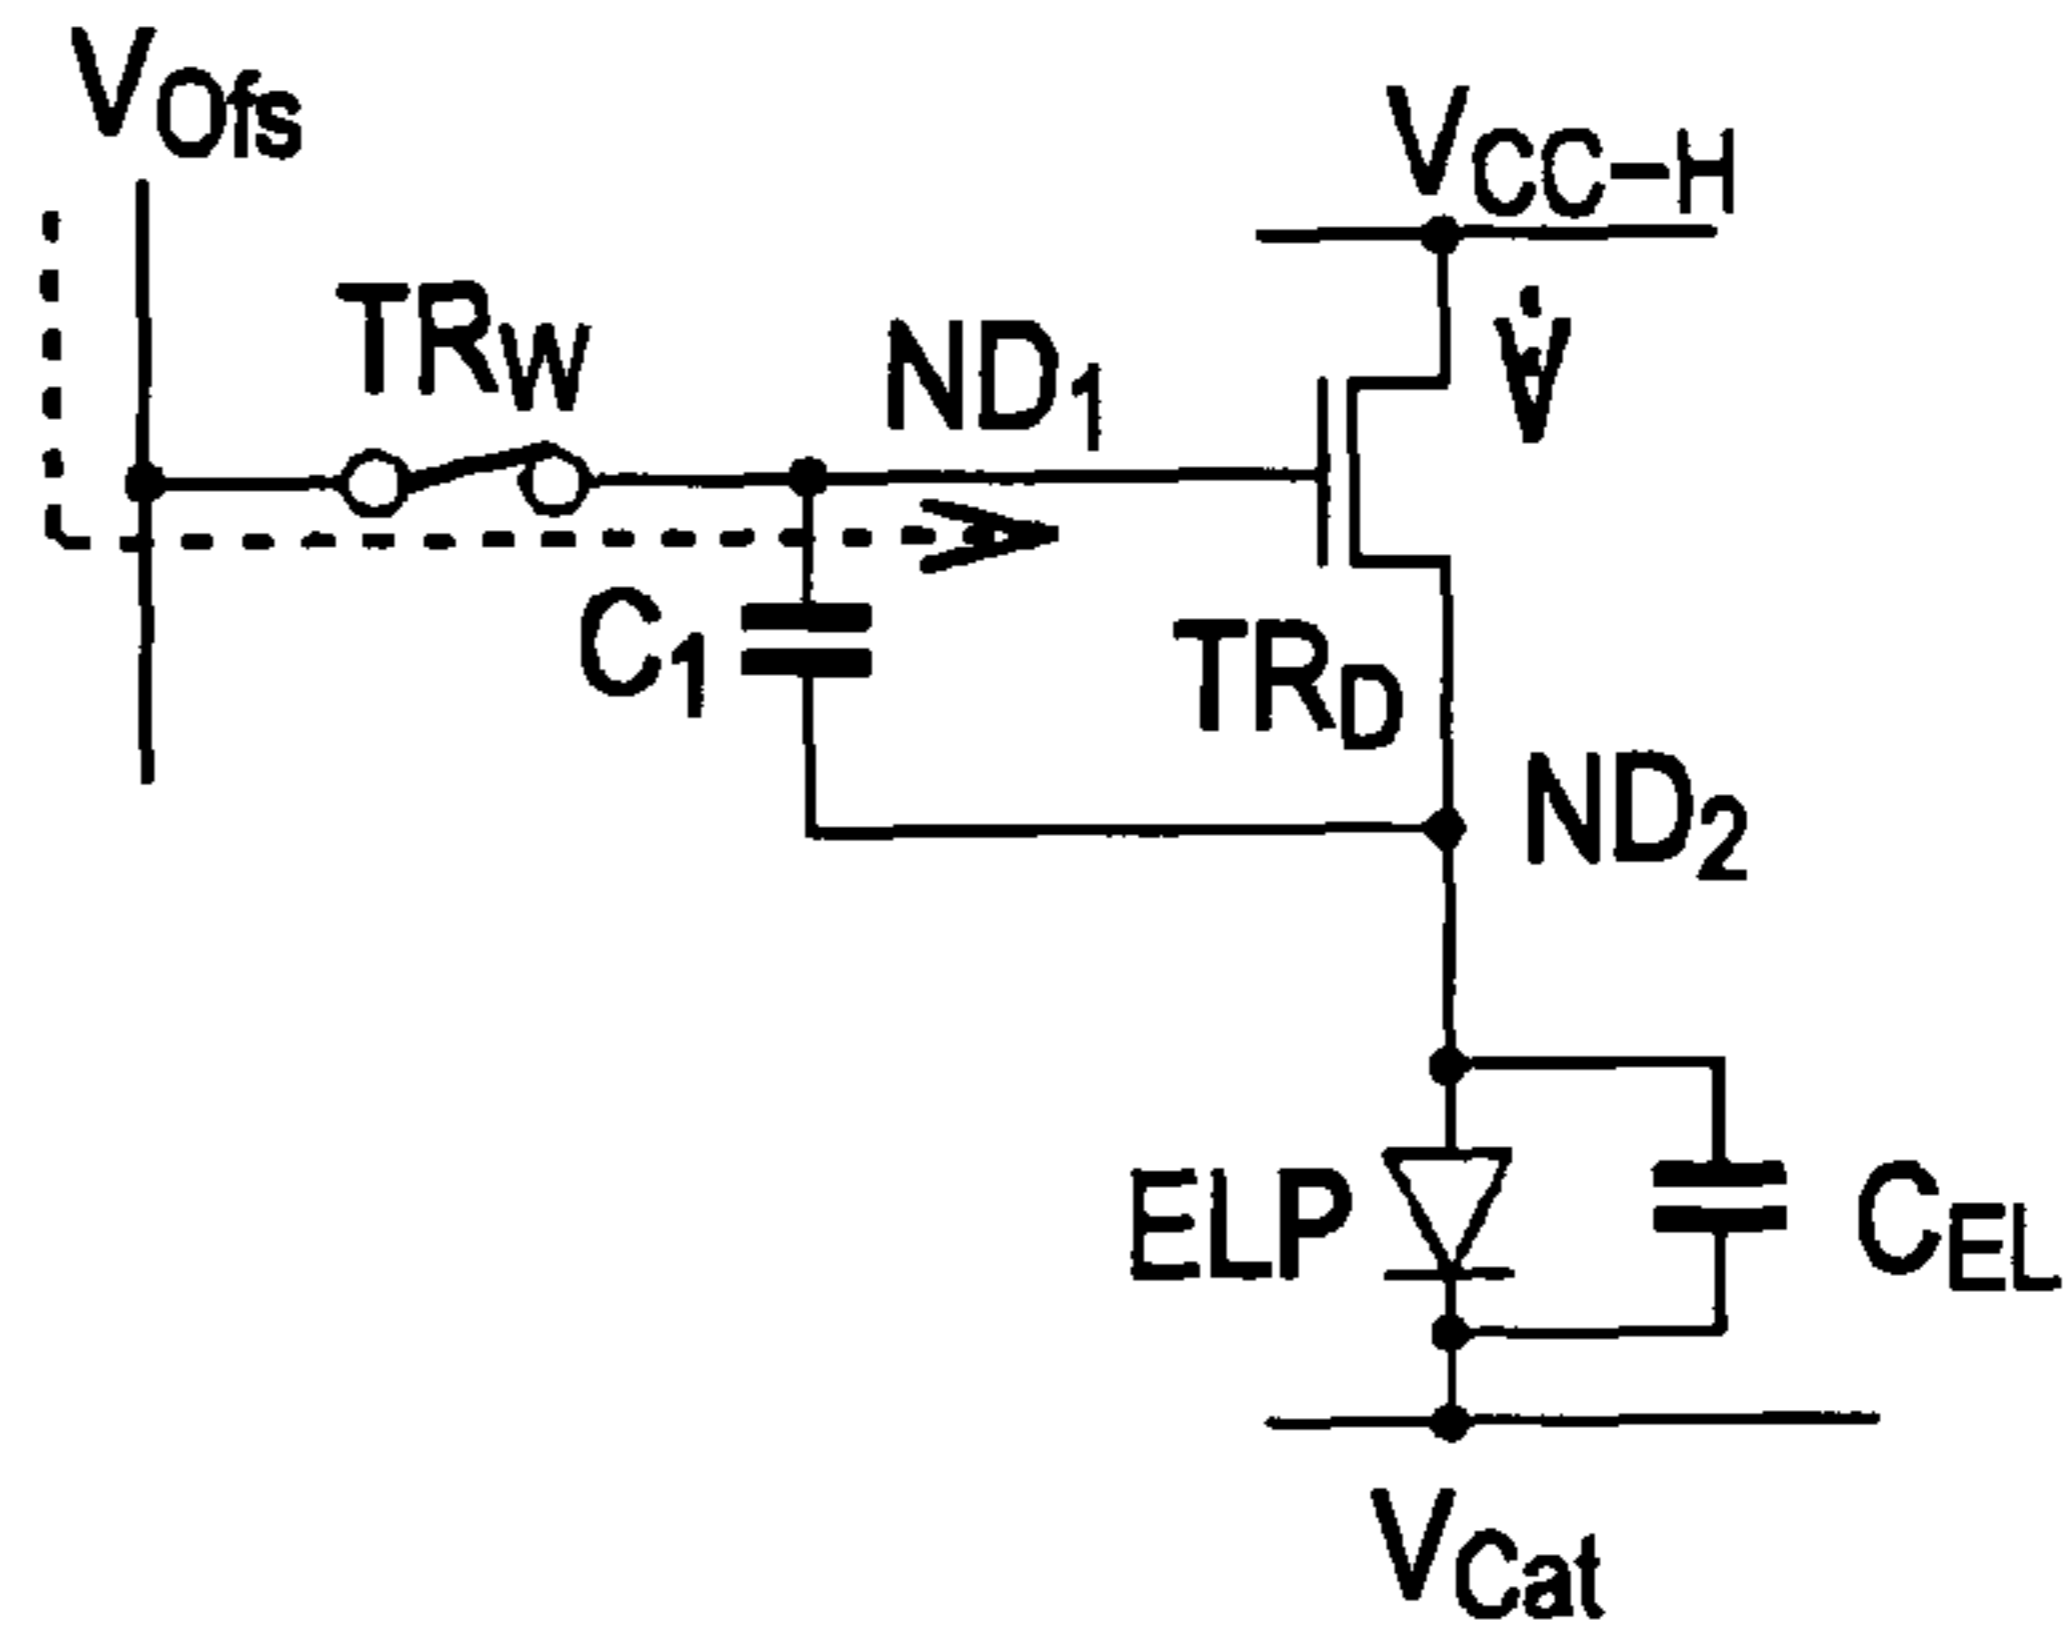 VOfs
VCC-H
TRW
ND1
C1
TRD
ND2
ELP
CEL
VCat